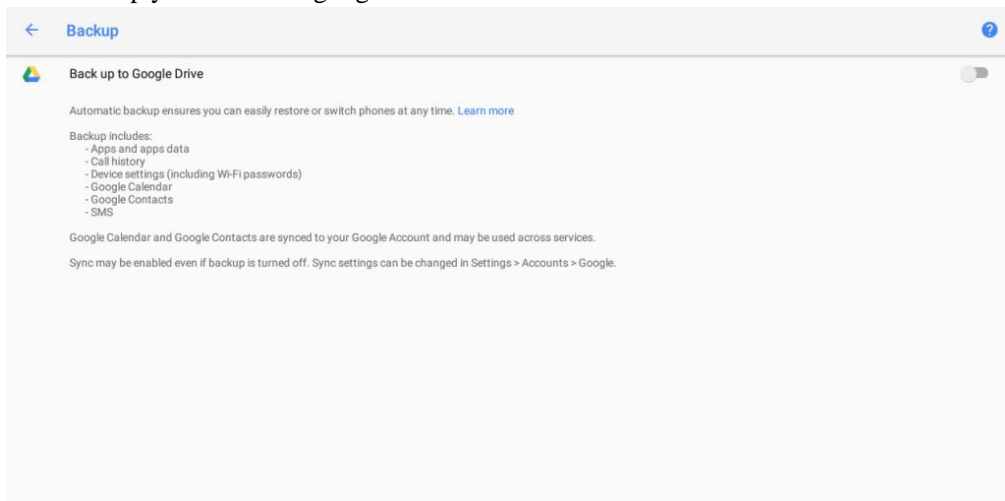 Backup
Back up to Google Drive
Automatic backup ensures you can easily restore or switch phones at any time. Learn more
Backup includes:
- Apps and apps data
- Call history
- Device settings (including Wi-Fi passwords)
- Google Calendar
- Google Contacts
- SMS
Google Calendar and Google Contacts are synced to your Google Account and may be used across services.
Sync may be enabled even if backup is turned off. Sync settings can be changed in Settings > Accounts > Google.